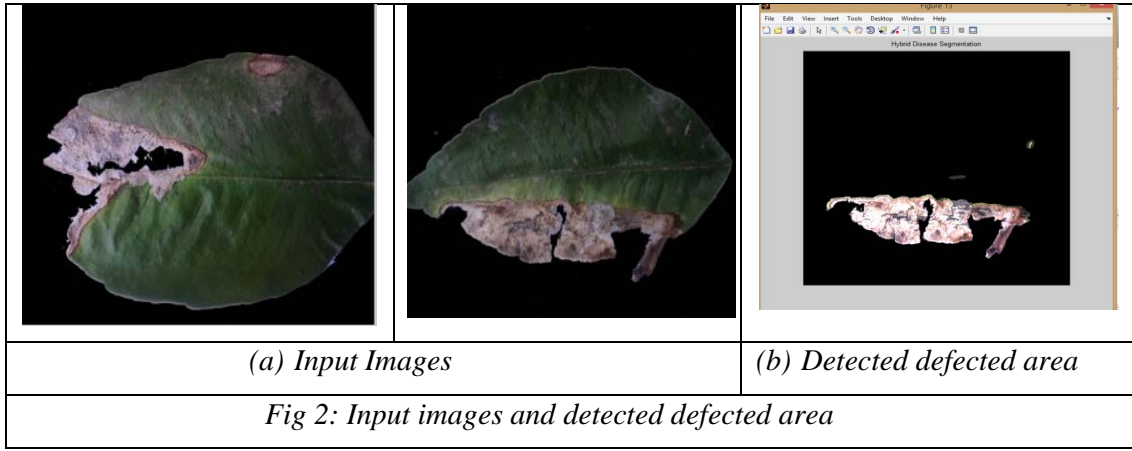 Figure 13
File Edit View Insert Tools Desktop Window Help
Hybrid Disease Segmentation
(a) Input Images
(b) Detected defected area
Fig 2: Input images and detected defected area